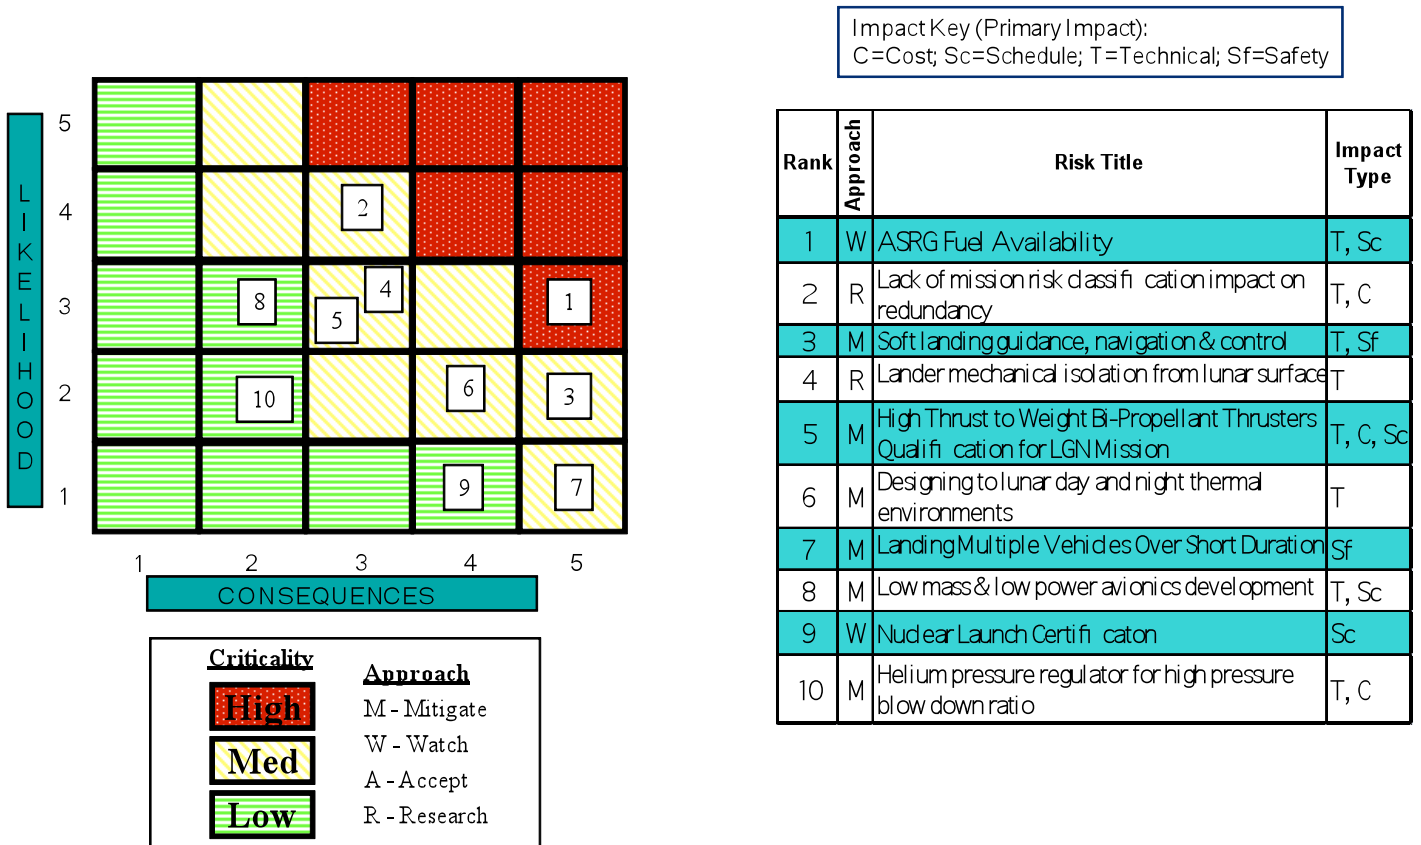 Impact Key (Primary Impact):
C=Cost; Sc=Schedule; T=Technical; Sf=Safety
LIKELIHOOD
5
4
2
3
8
4
5
1
2
10
6
3
1
9
7
1 2 3 4 5
CONSEQUENCES
Criticality
High
Med
Low
Approach
M - Mitigate
W - Watch
A - Accept
R - Research
Rank Approach Risk Title Impact
Type
1 W ASRG Fuel Availability T, Sc
2 R Lack of mission risk classifi cation impact on
redundancy T, C
3 M Soft landing guidance, navigation & control T, Sf
4 R Lander mechanical isolation from lunar surface T
5 M High Thrust to Weight Bi-Propellant Thrusters
Qualifi cation for LGN Mission T, C, Sc
6 M Designing to lunar day and night thermal
environments T
7 M Landing Multiple Vehicles Over Short Duration Sf
8 M Low mass & low power avionics development T, Sc
9 W Nuclear Launch Certifi caton Sc
10 M Helium pressure regulator for high pressure
blow down ratio T, C